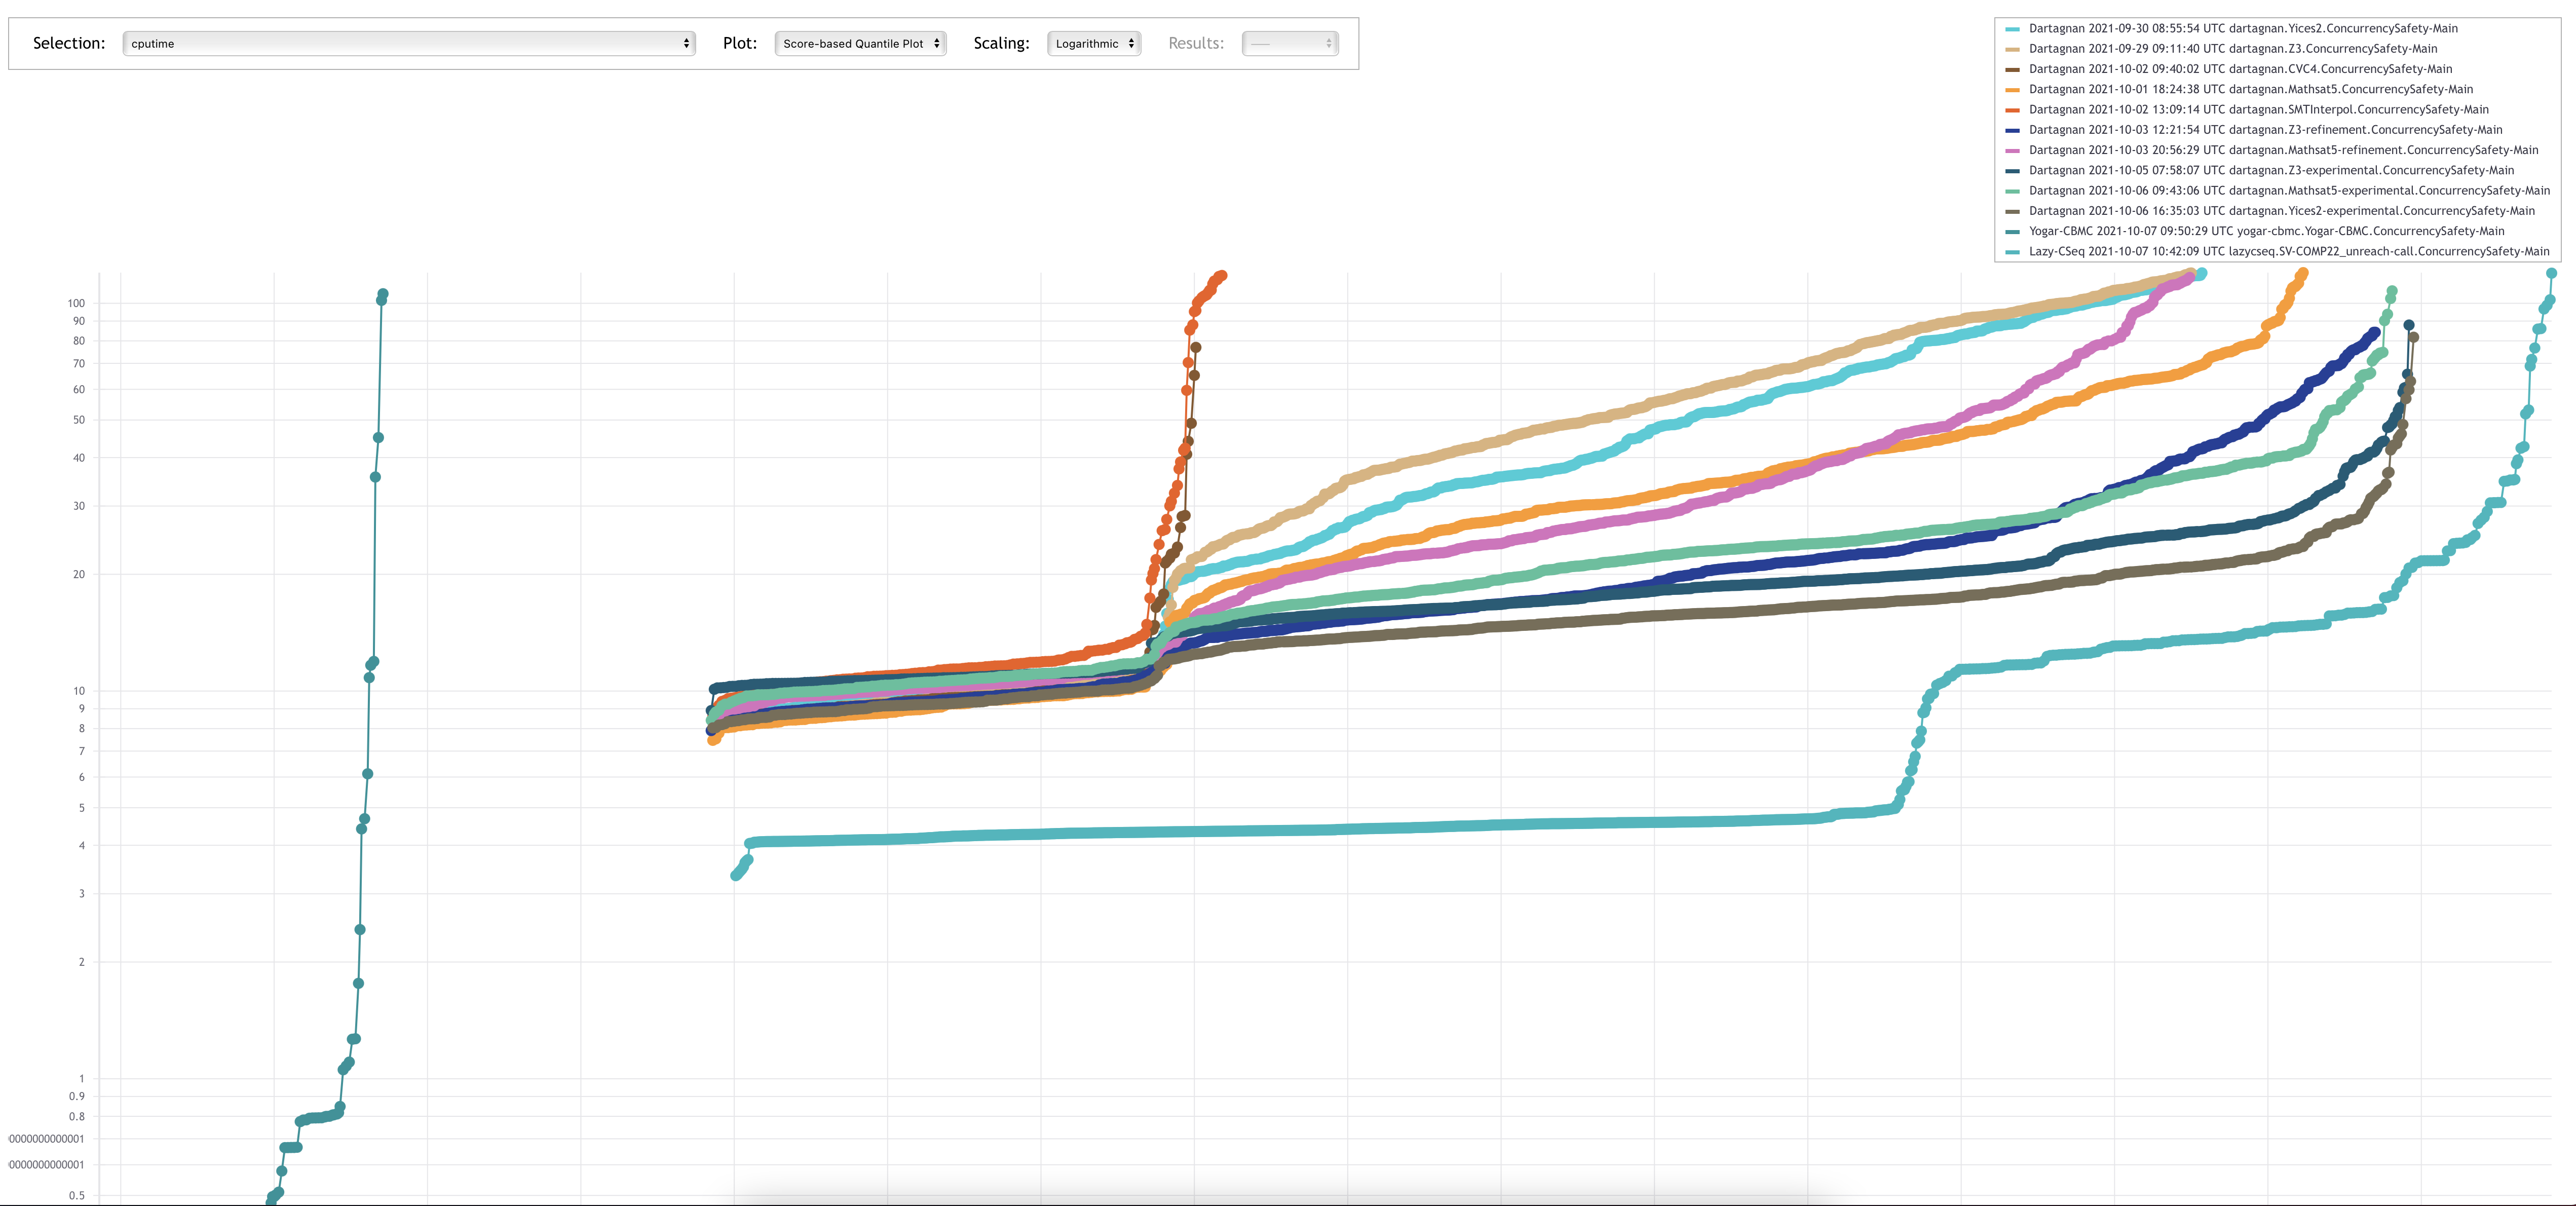 Selection: cputime Plot: Score-based Quantile Plot Scaling: Logarithmic Results: ——
Dartagnan 2021-09-30 08:55:54 UTC dartagnan.Yices2.ConcurrencySafety-Main
Dartagnan 2021-09-29 09:11:40 UTC dartagnan.Z3.ConcurrencySafety-Main
Dartagnan 2021-10-02 09:40:02 UTC dartagnan.CVC4.ConcurrencySafety-Main
Dartagnan 2021-10-01 18:24:38 UTC dartagnan.Mathsat5.ConcurrencySafety-Main
Dartagnan 2021-10-02 13:09:14 UTC dartagnan.SMTInterpol.ConcurrencySafety-Main
Dartagnan 2021-10-03 12:21:54 UTC dartagnan.Z3-refinement.ConcurrencySafety-Main
Dartagnan 2021-10-03 20:56:29 UTC dartagnan.Mathsat5-refinement.ConcurrencySafety-Main
Dartagnan 2021-10-05 07:58:07 UTC dartagnan.Z3-experimental.ConcurrencySafety-Main
Dartagnan 2021-10-06 09:43:06 UTC dartagnan.Mathsat5-experimental.ConcurrencySafety-Main
Dartagnan 2021-10-06 16:35:03 UTC dartagnan.Yices2-experimental.ConcurrencySafety-Main
Yogar-CBMC 2021-10-07 09:50:29 UTC yogar-cbmc.Yogar-CBMC.ConcurrencySafety-Main
Lazy-CSeq 2021-10-07 10:42:09 UTC lazycseq.SV-COMP22_unreach-call.ConcurrencySafety-Main
100
90
80
70
60
50
40
30
20
10
9
8
7
6
5
4
3
2
1
0.9
0.8
0000000000001
0000000000001
0.5